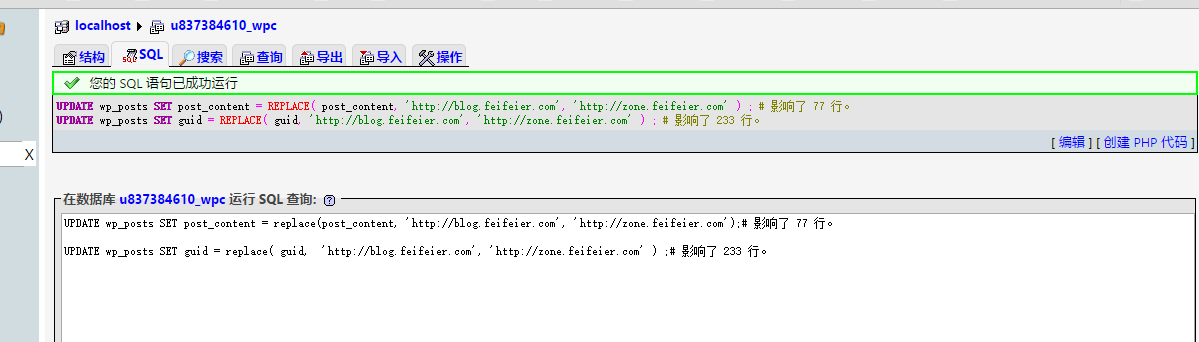 localhost u837384610_wpc
结构 SQL 搜索 查询 导出 导入 操作
您的 SQL 语句已成功运行
UPDATE wp_posts SET post_content = REPLACE( post_content, 'http://blog.feifeier.com', 'http://zone.feifeier.com' ) ; # 影响了 77 行。
UPDATE wp_posts SET guid = REPLACE( guid, 'http://blog.feifeier.com', 'http://zone.feifeier.com' ) ; # 影响了 233 行。
[ 编辑 ] [ 创建 PHP 代码 ]
X
在数据库 u837384610_wpc 运行 SQL 查询:
UPDATE wp_posts SET post_content = replace(post_content, 'http://blog.feifeier.com', 'http://zone.feifeier.com');# 影响了 77 行。
UPDATE wp_posts SET guid = replace( guid, 'http://blog.feifeier.com', 'http://zone.feifeier.com' ) ;# 影响了 233 行。